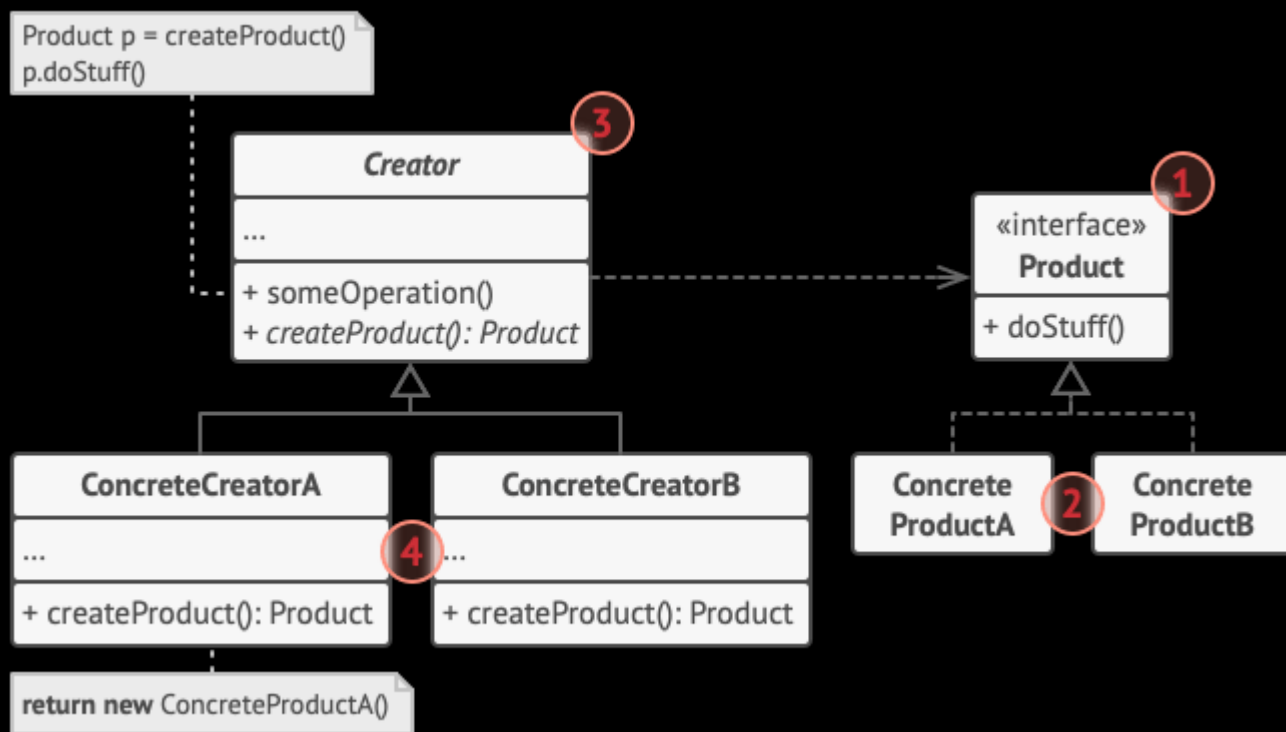 Product p = createProduct()
p.doStuff()
3
Creator
...
+ someOperation()
+ createProduct(): Product
1
«interface»
Product
+ doStuff()
ConcreteCreatorA
...
+ createProduct(): Product
4
ConcreteCreatorB
...
+ createProduct(): Product
Concrete
ProductA
2
Concrete
ProductB
return new ConcreteProductA()